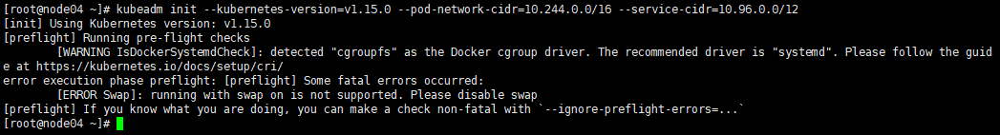 [root@node04 ~]# kubeadm init --kubernetes-version=v1.15.0 --pod-network-cidr=10.244.0.0/16 --service-cidr=10.96.0.0/12
[init] Using Kubernetes version: v1.15.0
[preflight] Running pre-flight checks
        [WARNING IsDockerSystemdCheck]: detected "cgroupfs" as the Docker cgroup driver. The recommended driver is "systemd". Please follow the guid
e at https://kubernetes.io/docs/setup/cri/
error execution phase preflight: [preflight] Some fatal errors occurred:
        [ERROR Swap]: running with swap on is not supported. Please disable swap
[preflight] If you know what you are doing, you can make a check non-fatal with `--ignore-preflight-errors=...`
[root@node04 ~]#